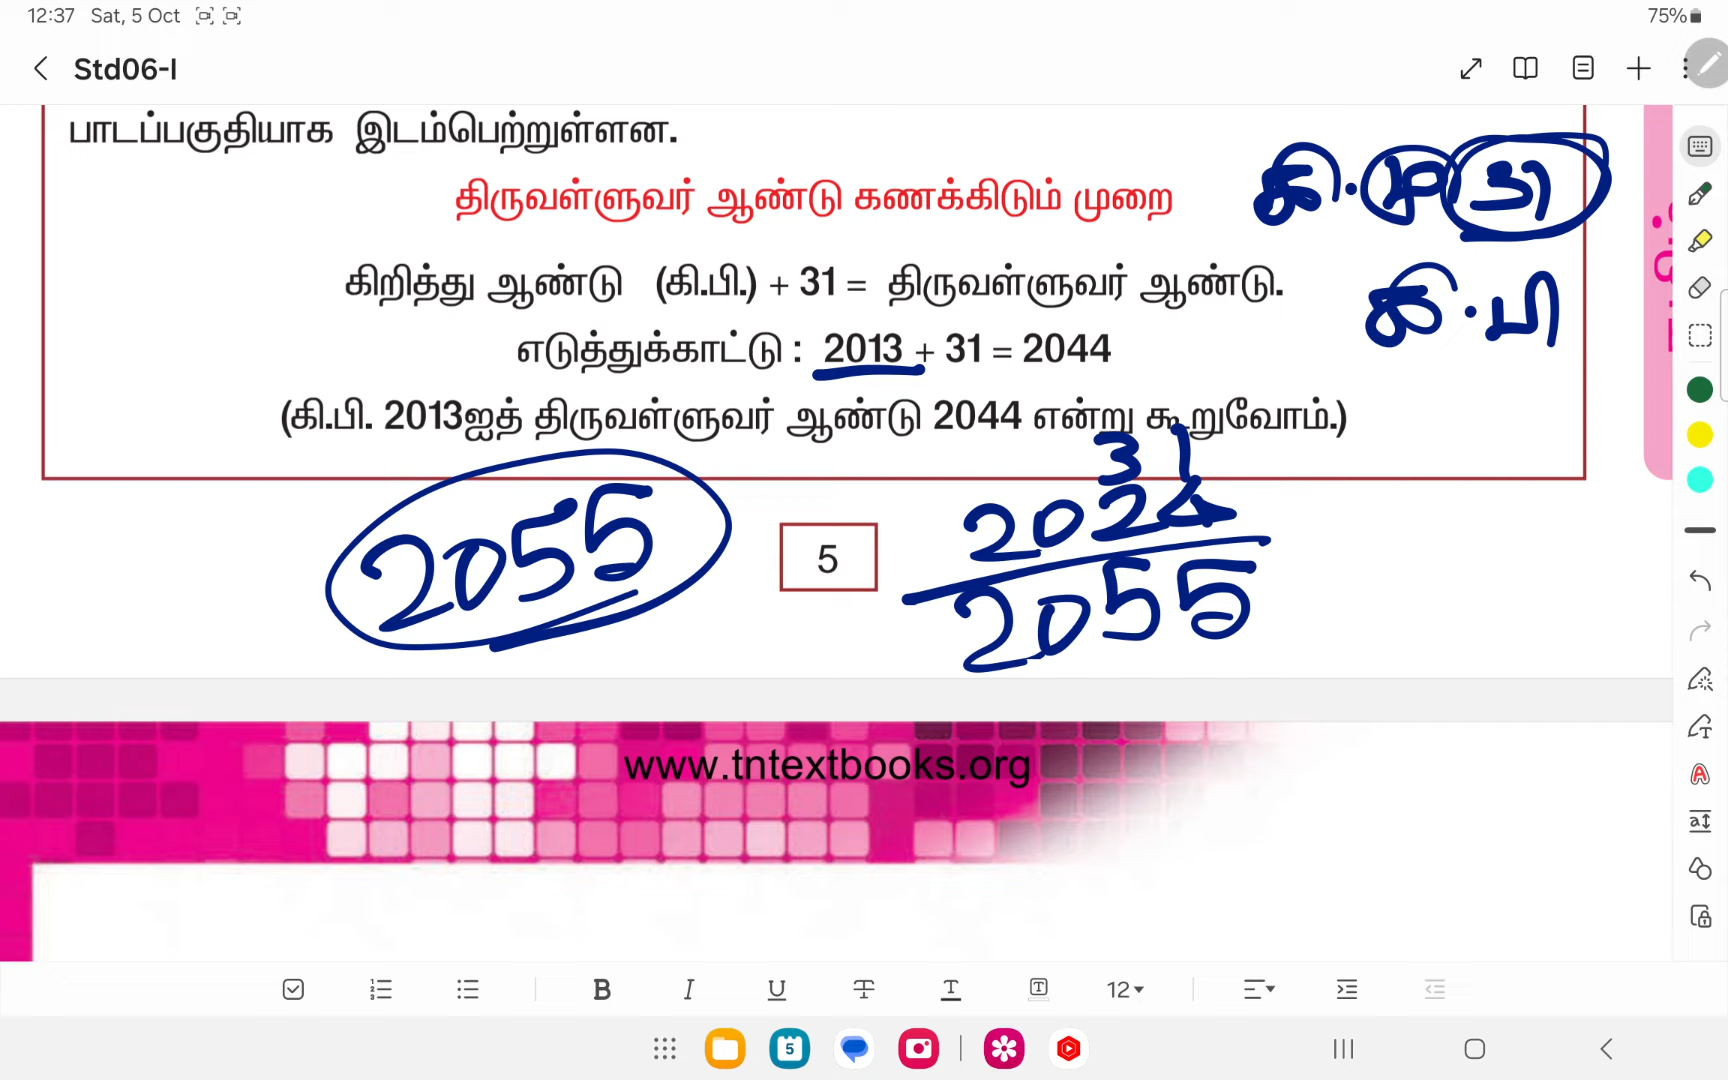 12:37 Sat, 5 Oct 75%
Std06-I
பாடப்பகுதியாக இடம்பெற்றுள்ளன.
திருவள்ளுவர் ஆண்டு கணக்கிடும் முறை
கி.மு 31
கிறித்து ஆண்டு (கி.பி.) + 31 = திருவள்ளுவர் ஆண்டு.
கி.பி
எடுத்துக்காட்டு : 2013 + 31 = 2044
(கி.பி. 2013ஐத் திருவள்ளுவர் ஆண்டு 2044 என்று கூறுவோம்.)
31
2055 5 2024
2055
www.tntextbooks.org
12
5